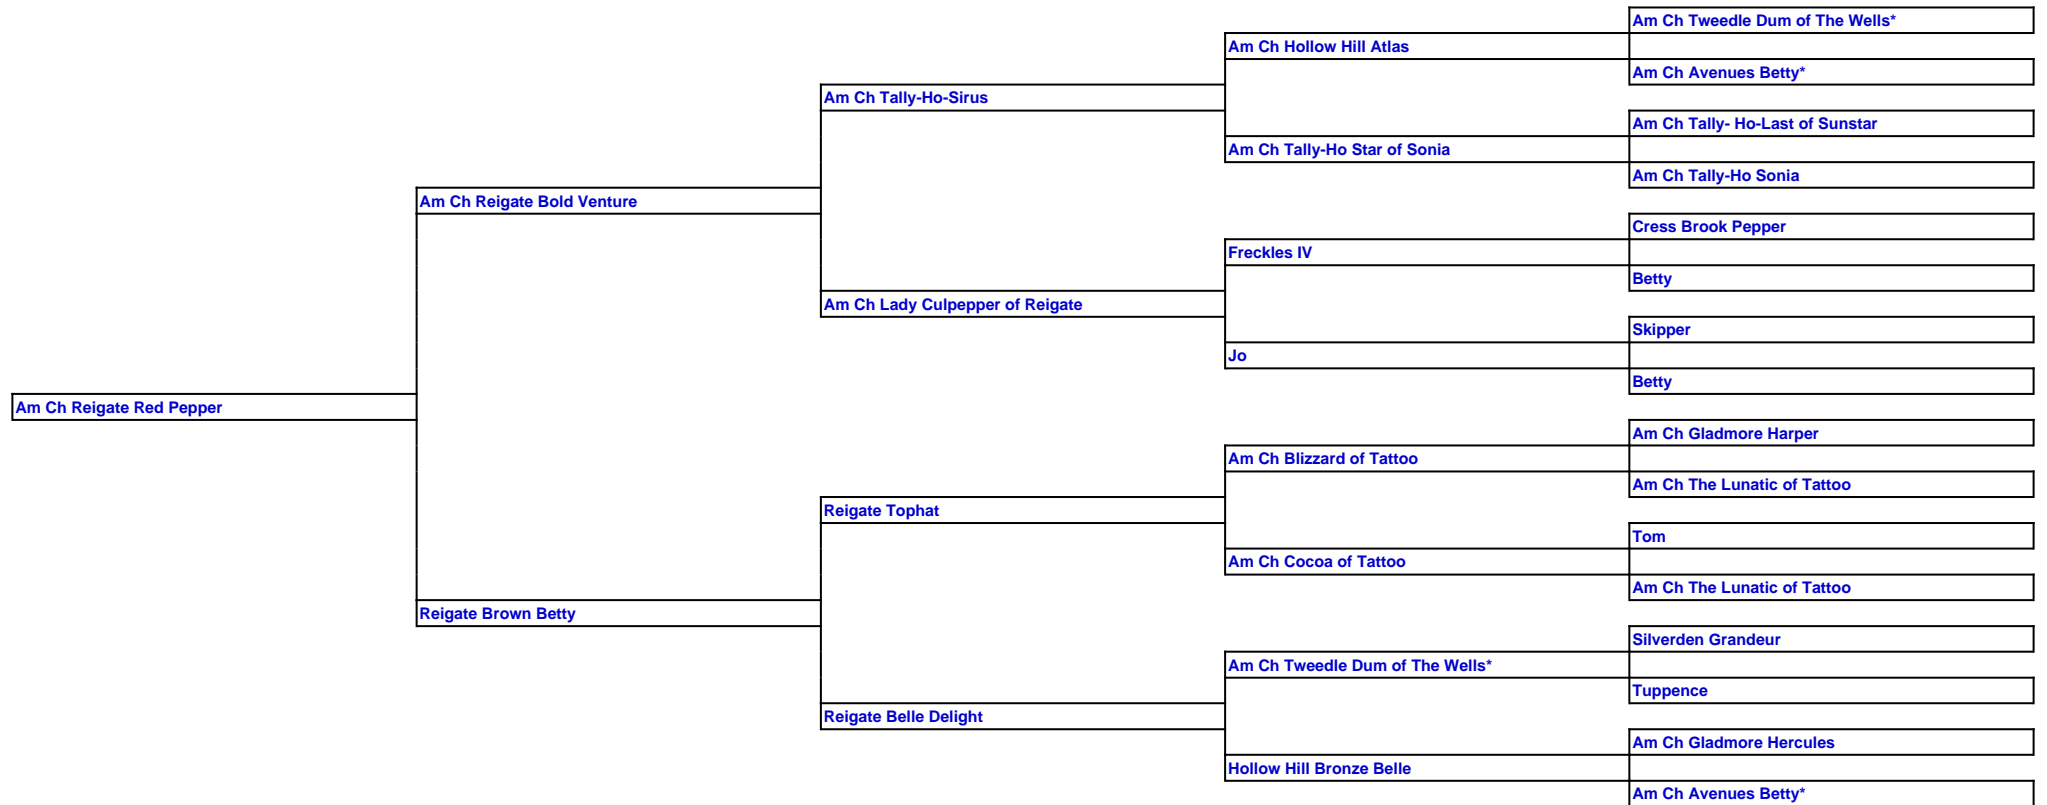 Am Ch Tweedle Dum of The Wells*
Am Ch Hollow Hill Atlas
Am Ch Avenues Betty*
Am Ch Tally-Ho-Sirus
Am Ch Tally- Ho-Last of Sunstar
Am Ch Tally-Ho Star of Sonia
Am Ch Tally-Ho Sonia
Am Ch Reigate Bold Venture
Cress Brook Pepper
Freckles IV
Betty
Am Ch Lady Culpepper of Reigate
Skipper
Jo
Betty
Am Ch Reigate Red Pepper
Am Ch Gladmore Harper
Am Ch Blizzard of Tattoo
Am Ch The Lunatic of Tattoo
Reigate Tophat
Tom
Am Ch Cocoa of Tattoo
Am Ch The Lunatic of Tattoo
Reigate Brown Betty
Silverden Grandeur
Am Ch Tweedle Dum of The Wells*
Tuppence
Reigate Belle Delight
Am Ch Gladmore Hercules
Hollow Hill Bronze Belle
Am Ch Avenues Betty*